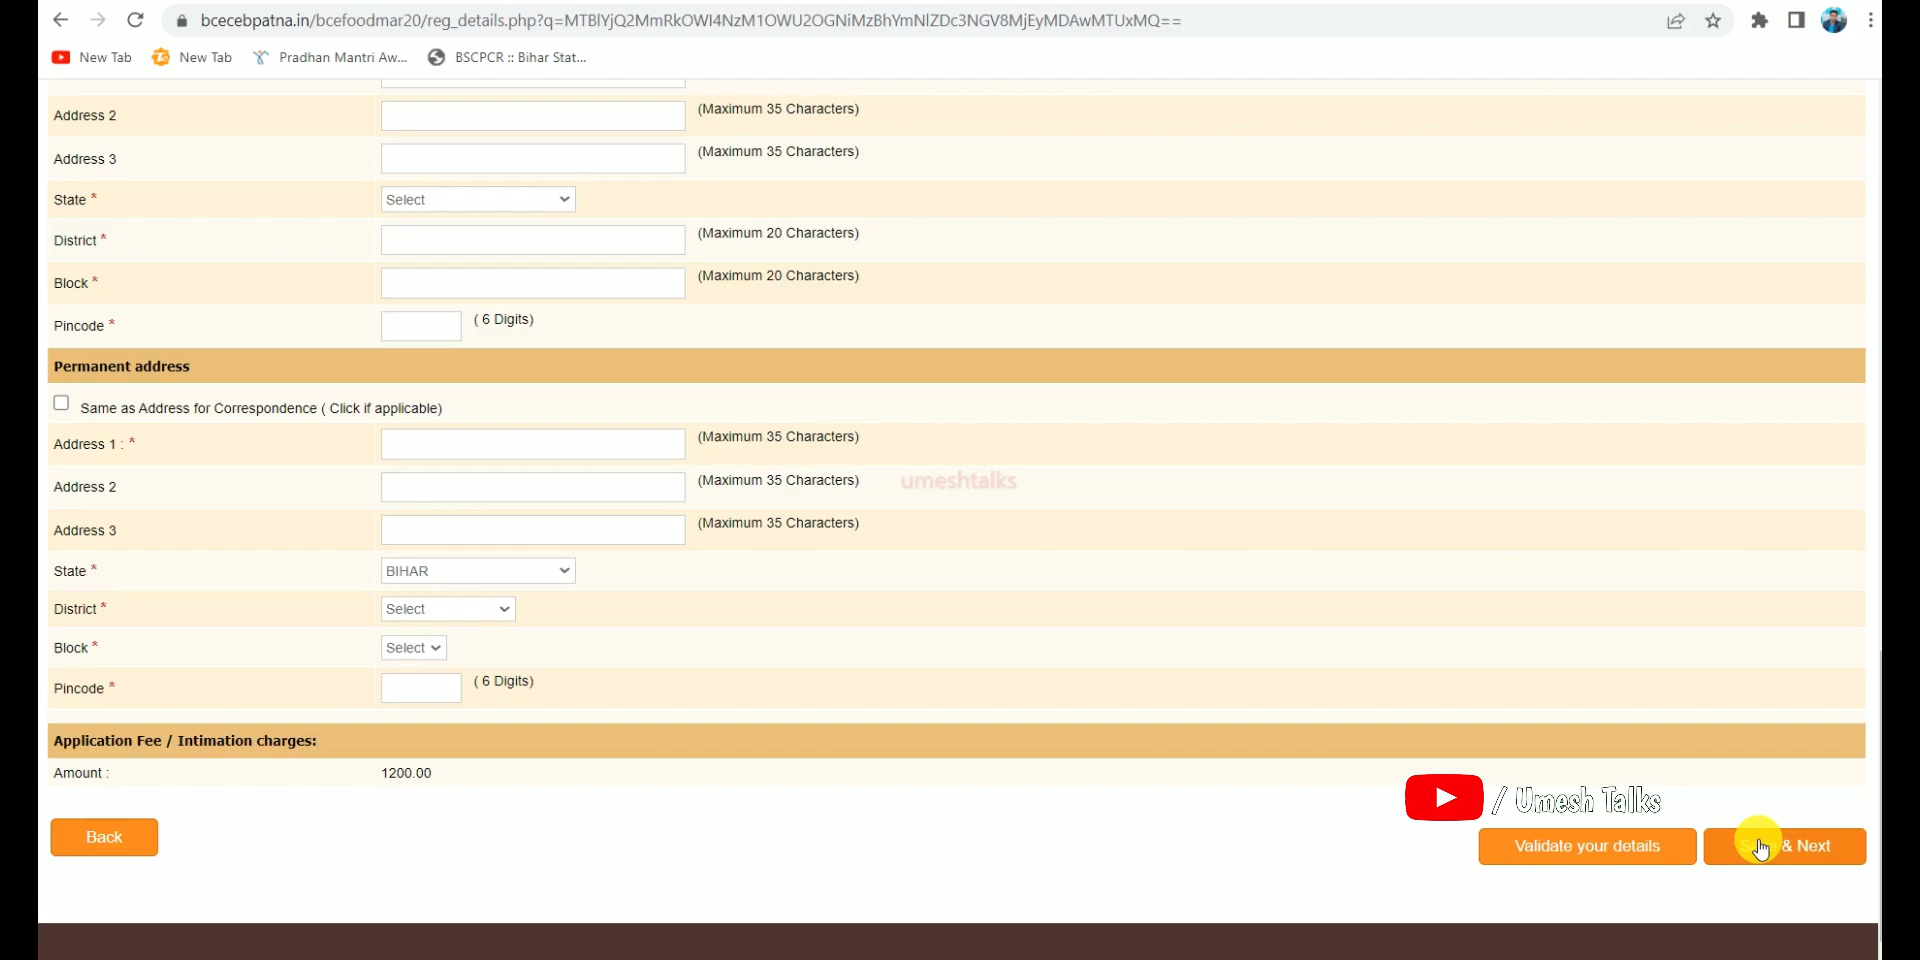 bcecebpatna.in/bcefoodmar20/reg_details.php?q=MTBlYjQ2MmRkOWI4NzM1OWU2OGNiMzBhYmNlZDc3NGV8MjEyMDAwMTUxMQ==
New Tab New Tab Pradhan Mantri Aw... BSCPCR :: Bihar Stat...
Address 2 (Maximum 35 Characters)
Address 3 (Maximum 35 Characters)
State * Select
District * (Maximum 20 Characters)
Block * (Maximum 20 Characters)
Pincode * ( 6 Digits)
Permanent address
Same as Address for Correspondence ( Click if applicable)
Address 1 : * (Maximum 35 Characters)
Address 2 (Maximum 35 Characters) umeshtalks
Address 3 (Maximum 35 Characters)
State * BIHAR
District * Select
Block * Select
Pincode * ( 6 Digits)
Application Fee / Intimation charges:
Amount : 1200.00
/ Umesh Talks
Back Validate your details & Next